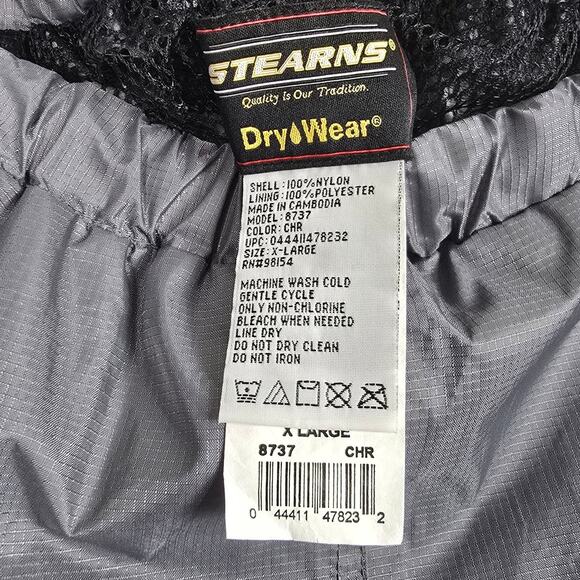 STEARNS®
Quality Is Our Tradition.
Dry Wear®
SHELL:100%NYLON
LINING:100%POLYESTER
MADE IN CAMBODIA
MODEL:8737
COLOR:CHR
UPC:044411478232
SIZE:X-LARGE
RN#98154
MACHINE WASH COLD
GENTLE CYCLE
ONLY NON-CHLORINE
BLEACH WHEN NEEDED
LINE DRY
DO NOT DRY CLEAN
DO NOT IRON
X LARGE
8737 CHR
0 44411 47823 2